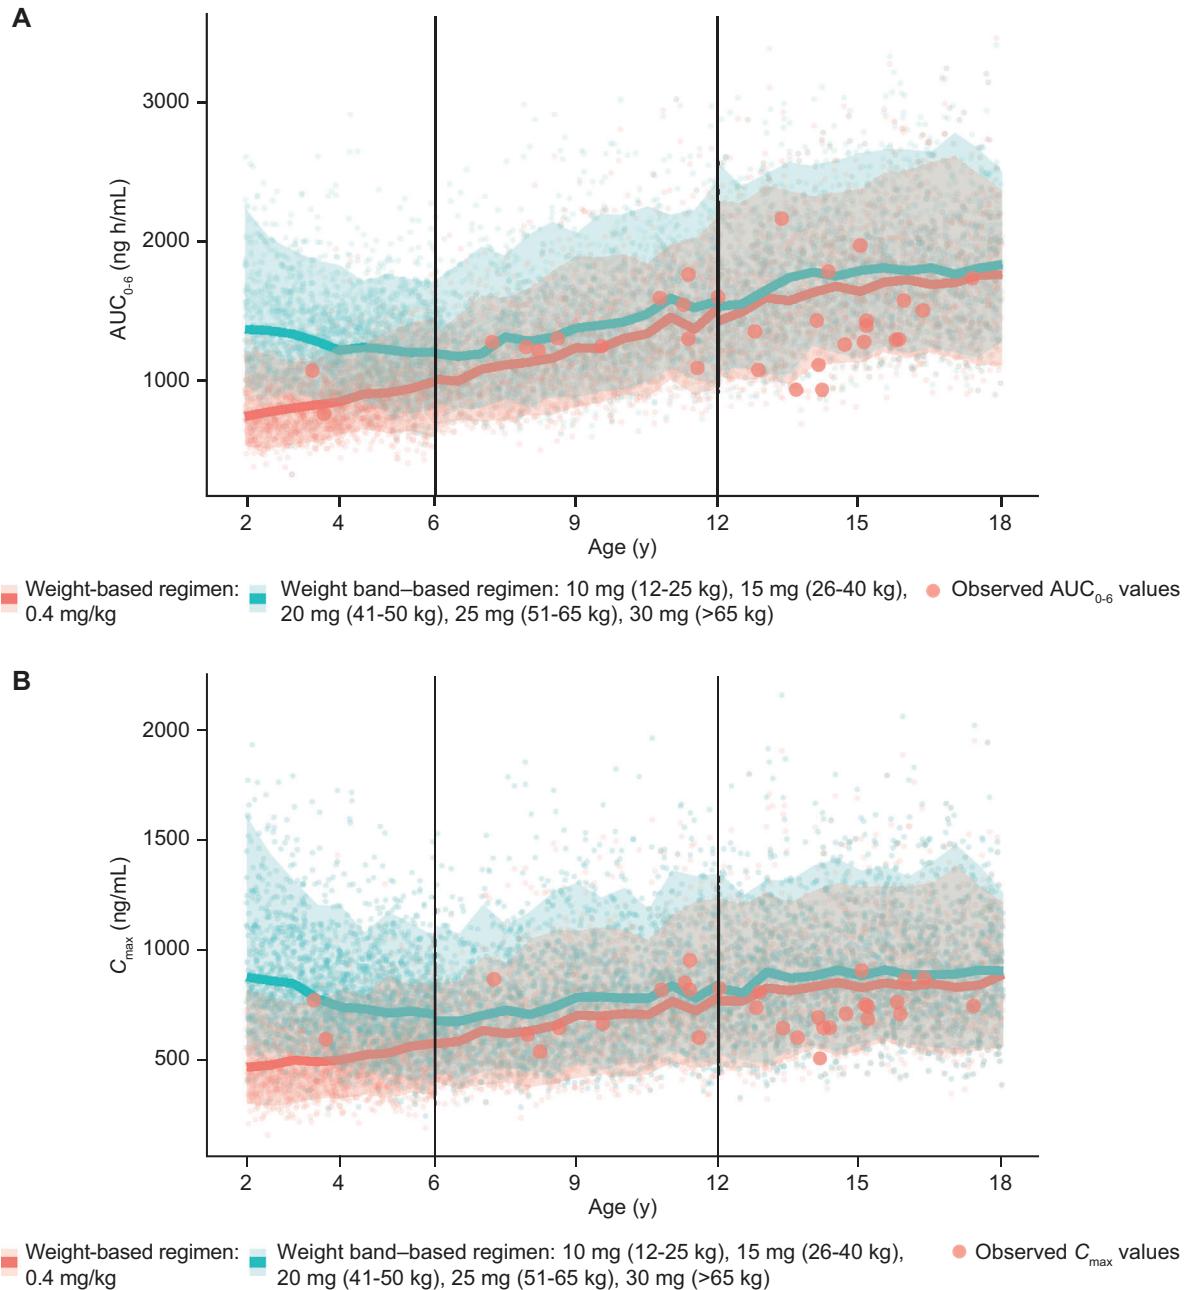 A
3000
2000
1000
AUC0-6 (ng h/mL)
2 4 6 9 12 15 18
Age (y)
Weight-based regimen: 0.4 mg/kg
Weight band–based regimen: 10 mg (12-25 kg), 15 mg (26-40 kg),
20 mg (41-50 kg), 25 mg (51-65 kg), 30 mg (>65 kg)
Observed AUC0-6 values
B
2000
1500
1000
500
Cmax (ng/mL)
2 4 6 9 12 15 18
Age (y)
Weight-based regimen: 0.4 mg/kg
Weight band–based regimen: 10 mg (12-25 kg), 15 mg (26-40 kg),
20 mg (41-50 kg), 25 mg (51-65 kg), 30 mg (>65 kg)
Observed Cmax values